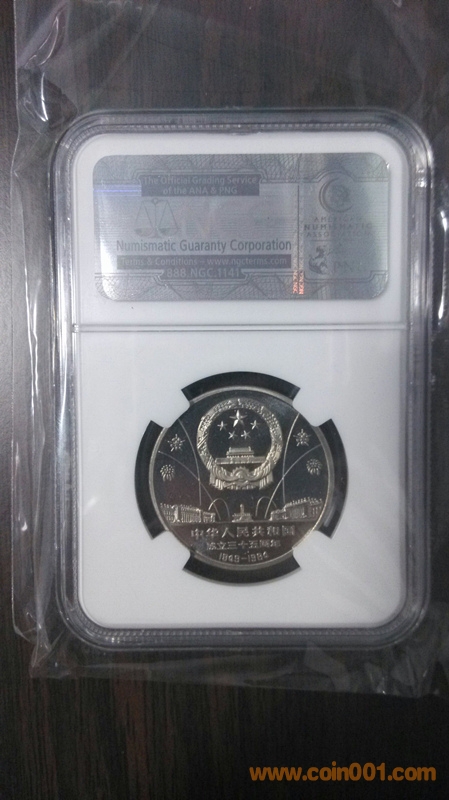 The Official Grading Service
of the ANA & PNG
Numismatic Guaranty Corporation
Terms & Conditions – www.ngcterms.com
888-NGC-1141
NUMISMATIC
中华人民共和国
成立三十五周年
1949-1984
www.coin001.com